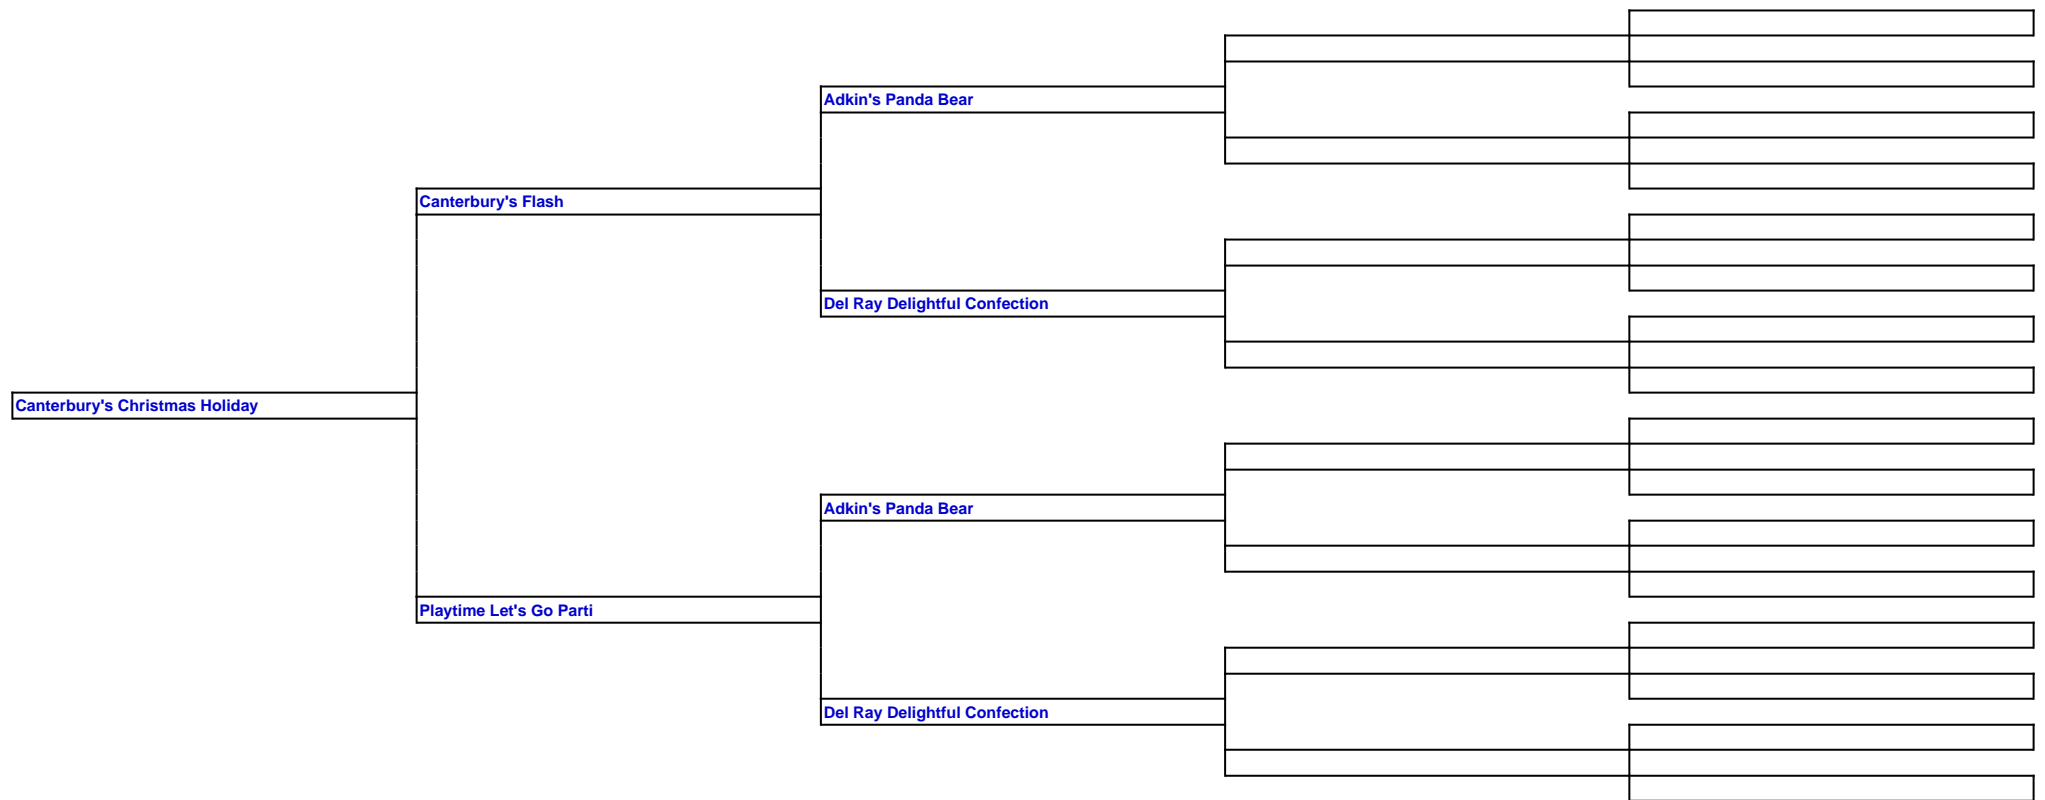 Adkin's Panda Bear
Canterbury's Flash
Del Ray Delightful Confection
Canterbury's Christmas Holiday
Adkin's Panda Bear
Playtime Let's Go Parti
Del Ray Delightful Confection